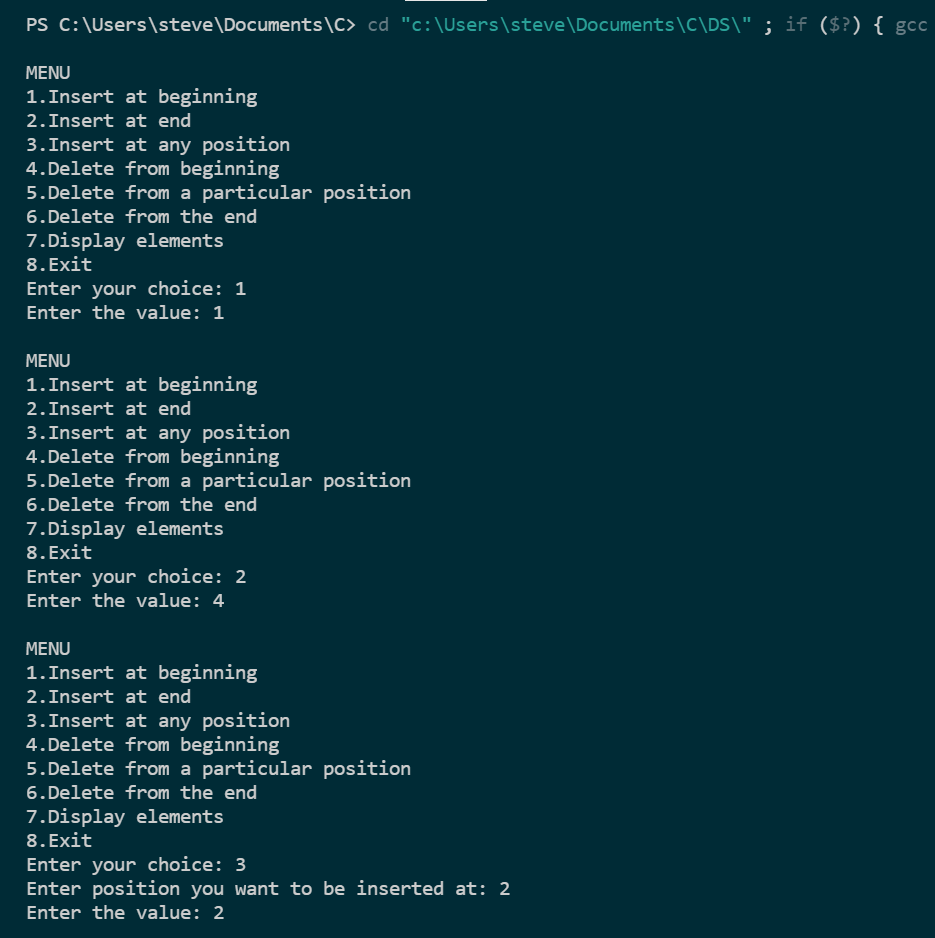 PS C:\Users\steve\Documents\C> cd "c:\Users\steve\Documents\C\DS\" ; if ($?) { gcc
MENU
1.Insert at beginning
2.Insert at end
3.Insert at any position
4.Delete from beginning
5.Delete from a particular position
6.Delete from the end
7.Display elements
8.Exit
Enter your choice: 1
Enter the value: 1
MENU
1.Insert at beginning
2.Insert at end
3.Insert at any position
4.Delete from beginning
5.Delete from a particular position
6.Delete from the end
7.Display elements
8.Exit
Enter your choice: 2
Enter the value: 4
MENU
1.Insert at beginning
2.Insert at end
3.Insert at any position
4.Delete from beginning
5.Delete from a particular position
6.Delete from the end
7.Display elements
8.Exit
Enter your choice: 3
Enter position you want to be inserted at: 2
Enter the value: 2